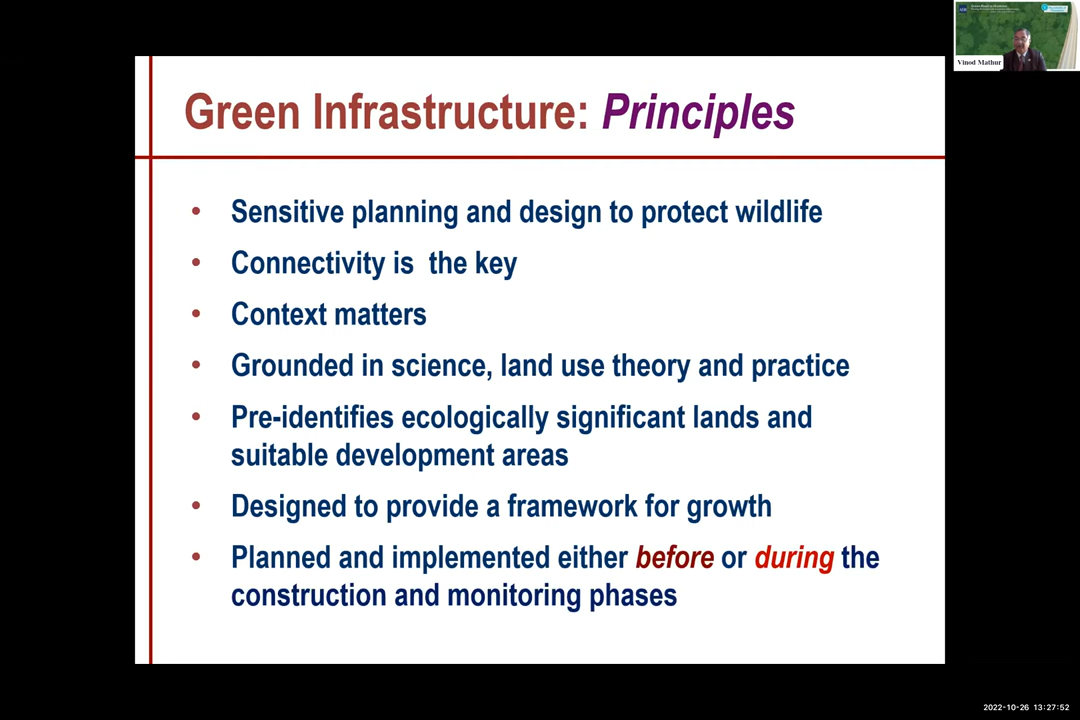 Vinod Mathur
Green Infrastructure: Principles
• Sensitive planning and design to protect wildlife
• Connectivity is  the key
• Context matters
• Grounded in science, land use theory and practice
• Pre-identifies ecologically significant lands and
suitable development areas
• Designed to provide a framework for growth
• Planned and implemented either before or during the
construction and monitoring phases
2022-10-26 13:27:52